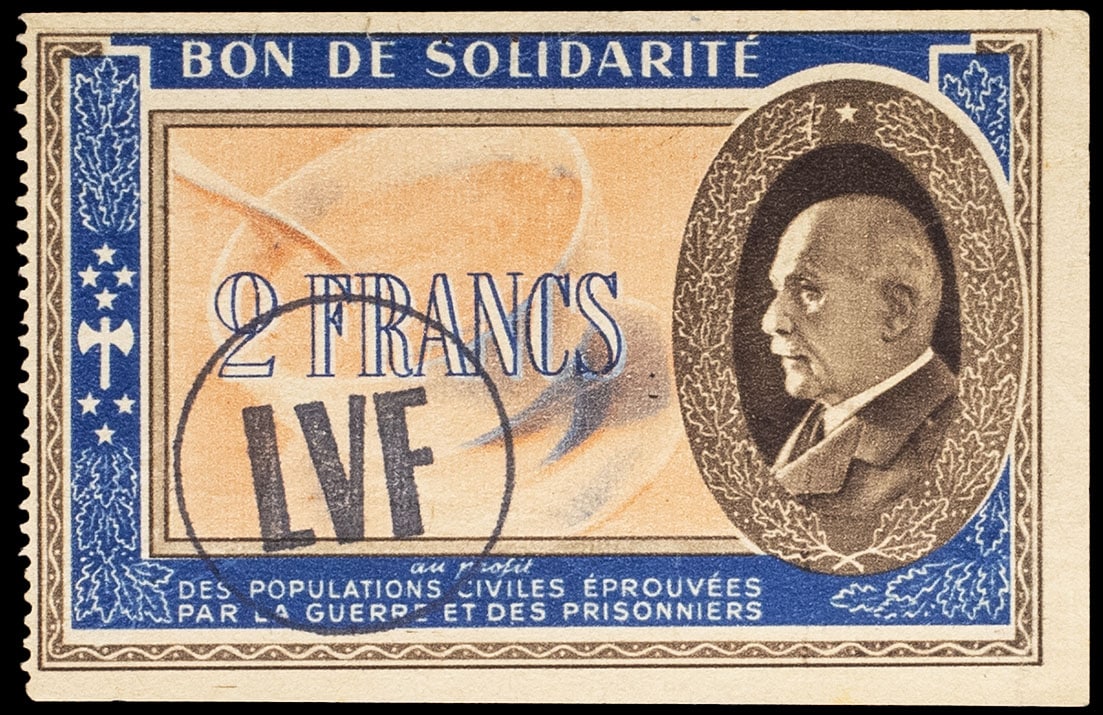 BON DE SOLIDARITÉ
2 FRANCS
LVF
au profit
DES POPULATIONS CIVILES ÉPROUVÉES
PAR LA GUERRE ET DES PRISONNIERS